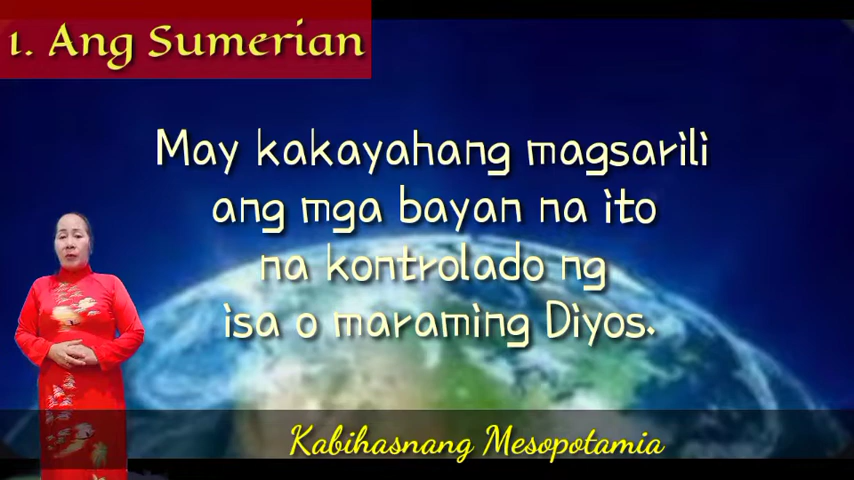 1. Ang Sumerian
May kakayahang magsarili
ang mga bayan na ito
na kontrolado ng
isa o maraming Diyos.
Kabihasnang Mesopotamia